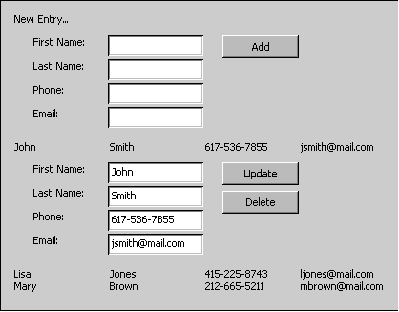 New Entry...
First Name: Add
Last Name:
Phone:
Email:
John Smith 617-536-7855 jsmith@mail.com
First Name: John Update
Last Name: Smith Delete
Phone: 617-536-7855
Email: jsmith@mail.com
Lisa Jones 415-225-8743 ljones@mail.com
Mary Brown 212-665-5211 mbrown@mail.com